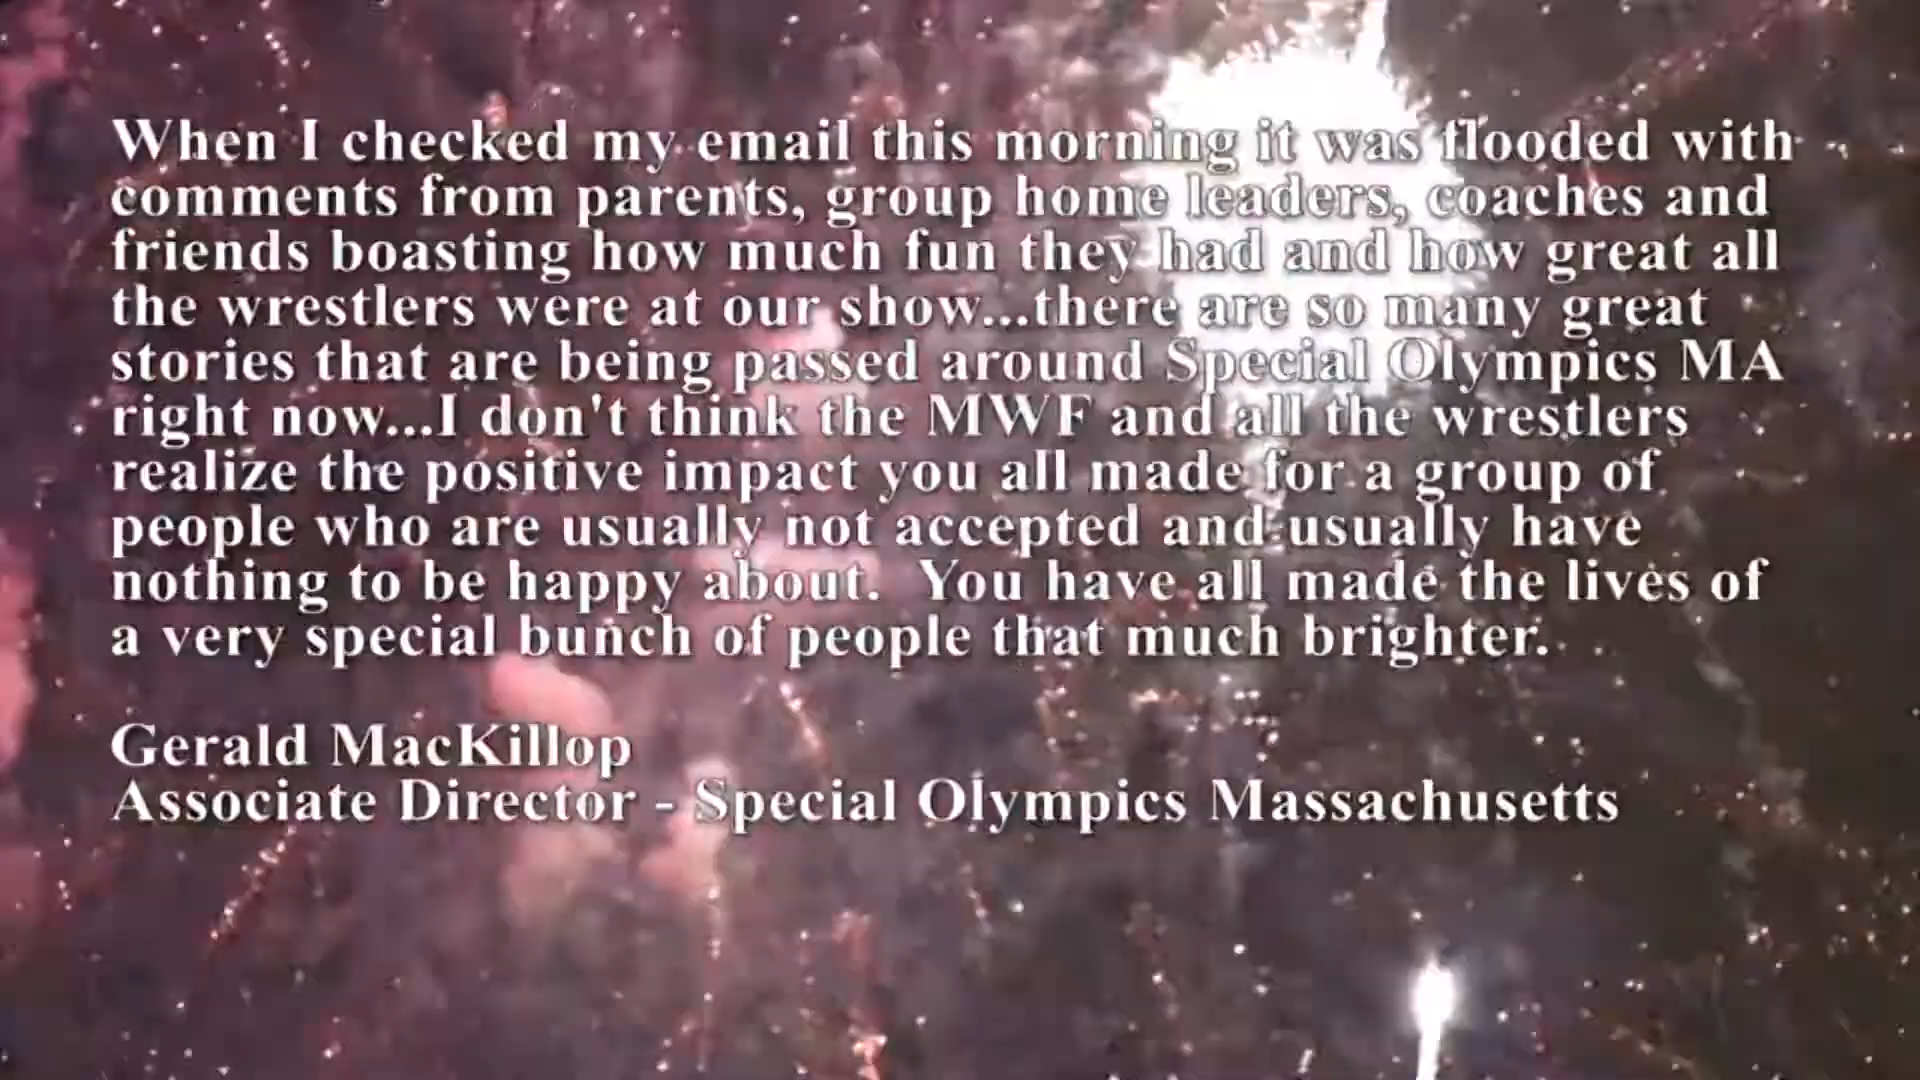 When I checked my email this morning it was flooded with
comments from parents, group home leaders, coaches and
friends boasting how much fun they had and how great all
the wrestlers were at our show...there are so many great
stories that are being passed around Special Olympics MA
right now...I don't think the MWF and all the wrestlers
realize the positive impact you all made for a group of
people who are usually not accepted and usually have
nothing to be happy about.  You have all made the lives of
a very special bunch of people that much brighter.

Gerald MacKillop
Associate Director - Special Olympics Massachusetts